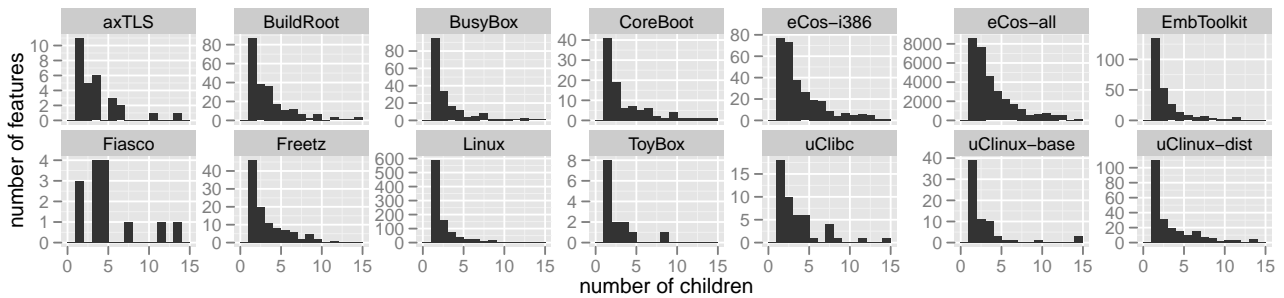 axTLS BuildRoot BusyBox CoreBoot eCos−i386 eCos−all EmbToolkit
number of features
10 8 6 4 2 0
80 60 40 20 0
80 60 40 20 0
40 30 20 10 0
80 60 40 20 0
8000 6000 4000 2000 0
100 50 0
Fiasco Freetz Linux ToyBox uClibc uClinux−base uClinux−dist
4 3 2 1 0
40 30 20 10 0
600 500 400 300 200 100 0
8 6 4 2 0
15 10 5 0
40 30 20 10 0
100 80 60 40 20 0
0 5 10 15 0 5 10 15 0 5 10 15 0 5 10 15 0 5 10 15 0 5 10 15 0 5 10 15
number of children